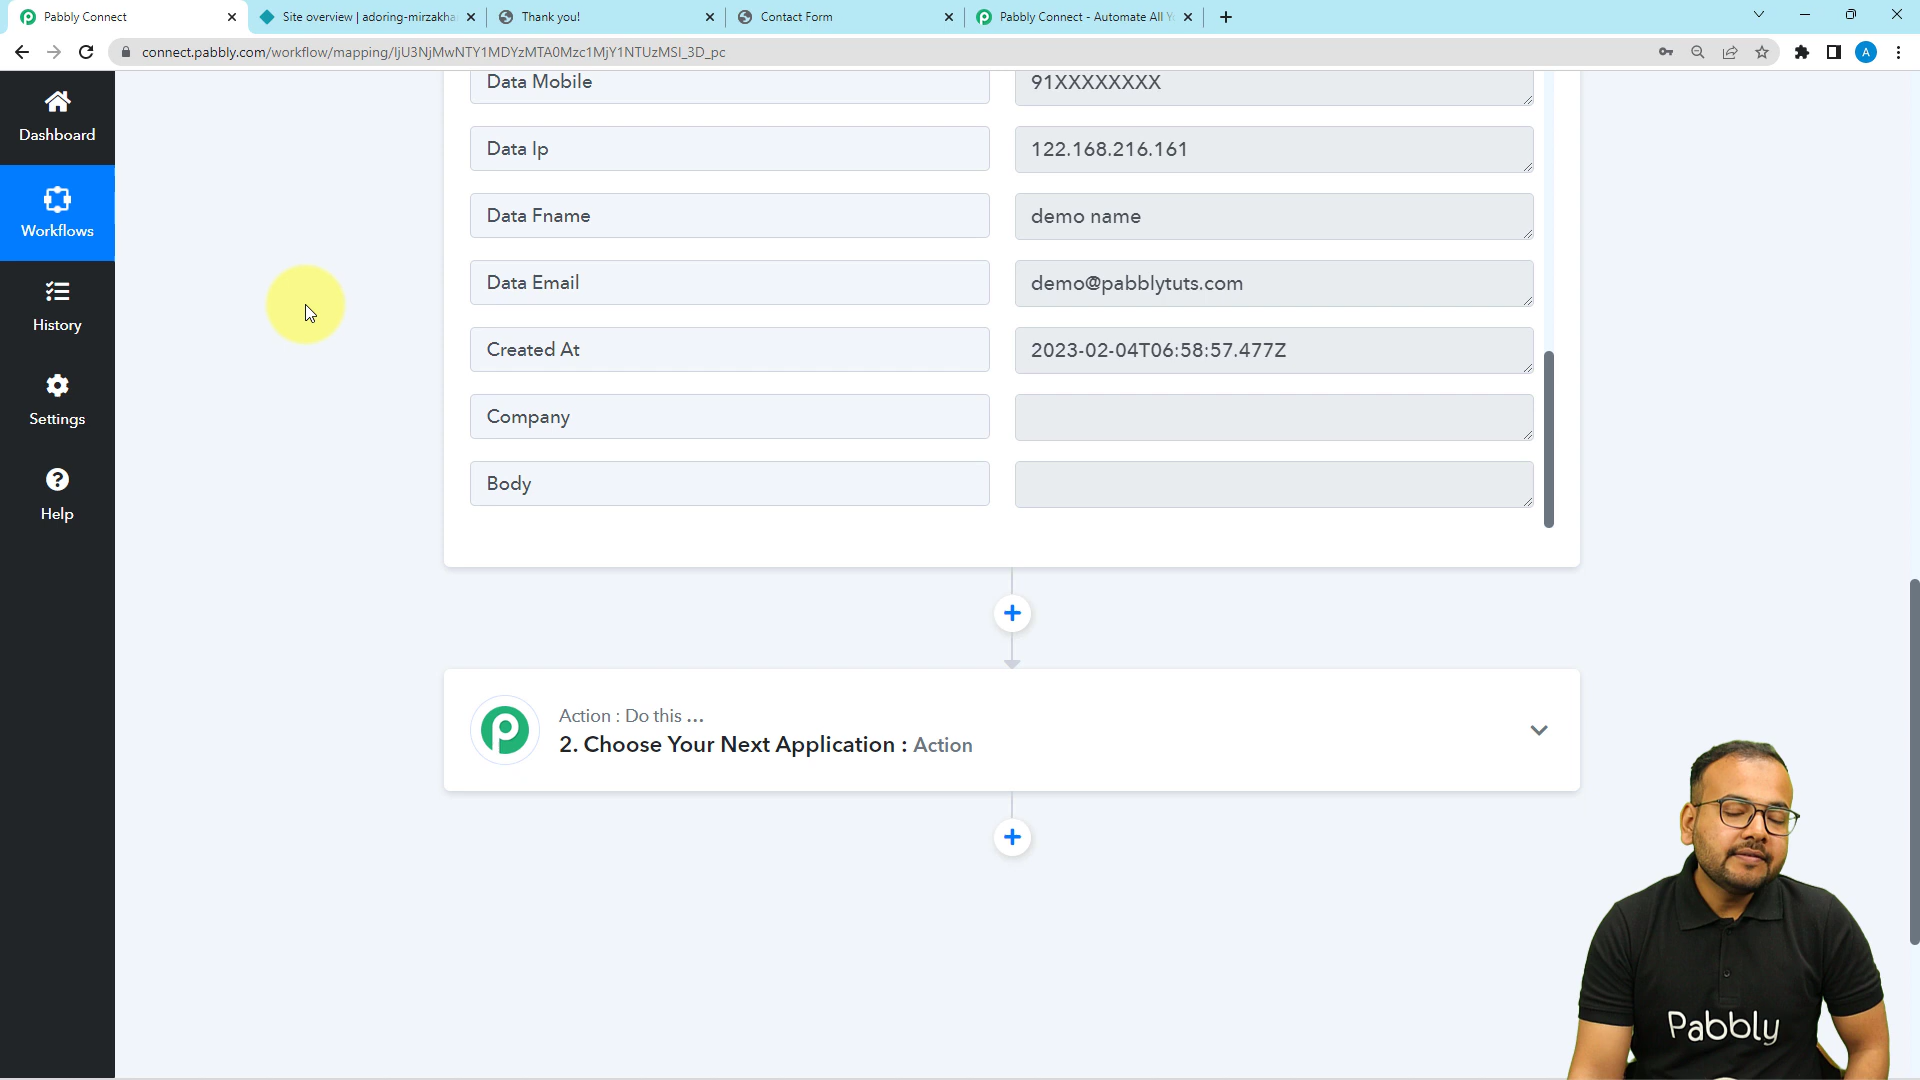 Pabbly Connect
Site overview | adoring-mirzakha
Thank you!
Contact Form
Pabbly Connect - Automate All Y
connect.pabbly.com/workflow/mapping/IjU3NjMwNTY1MDYzMTA0Mzc1MjY1NTUzMSI_3D_pc
A
Dashboard
Workflows
History
Settings
Help
Data Mobile
91XXXXXXXX
Data Ip
122.168.216.161
Data Fname
demo name
Data Email
demo@pabblytuts.com
Created At
2023-02-04T06:58:57.477Z
Company
Body
Action : Do this ...
2. Choose Your Next Application : Action
Pabbly